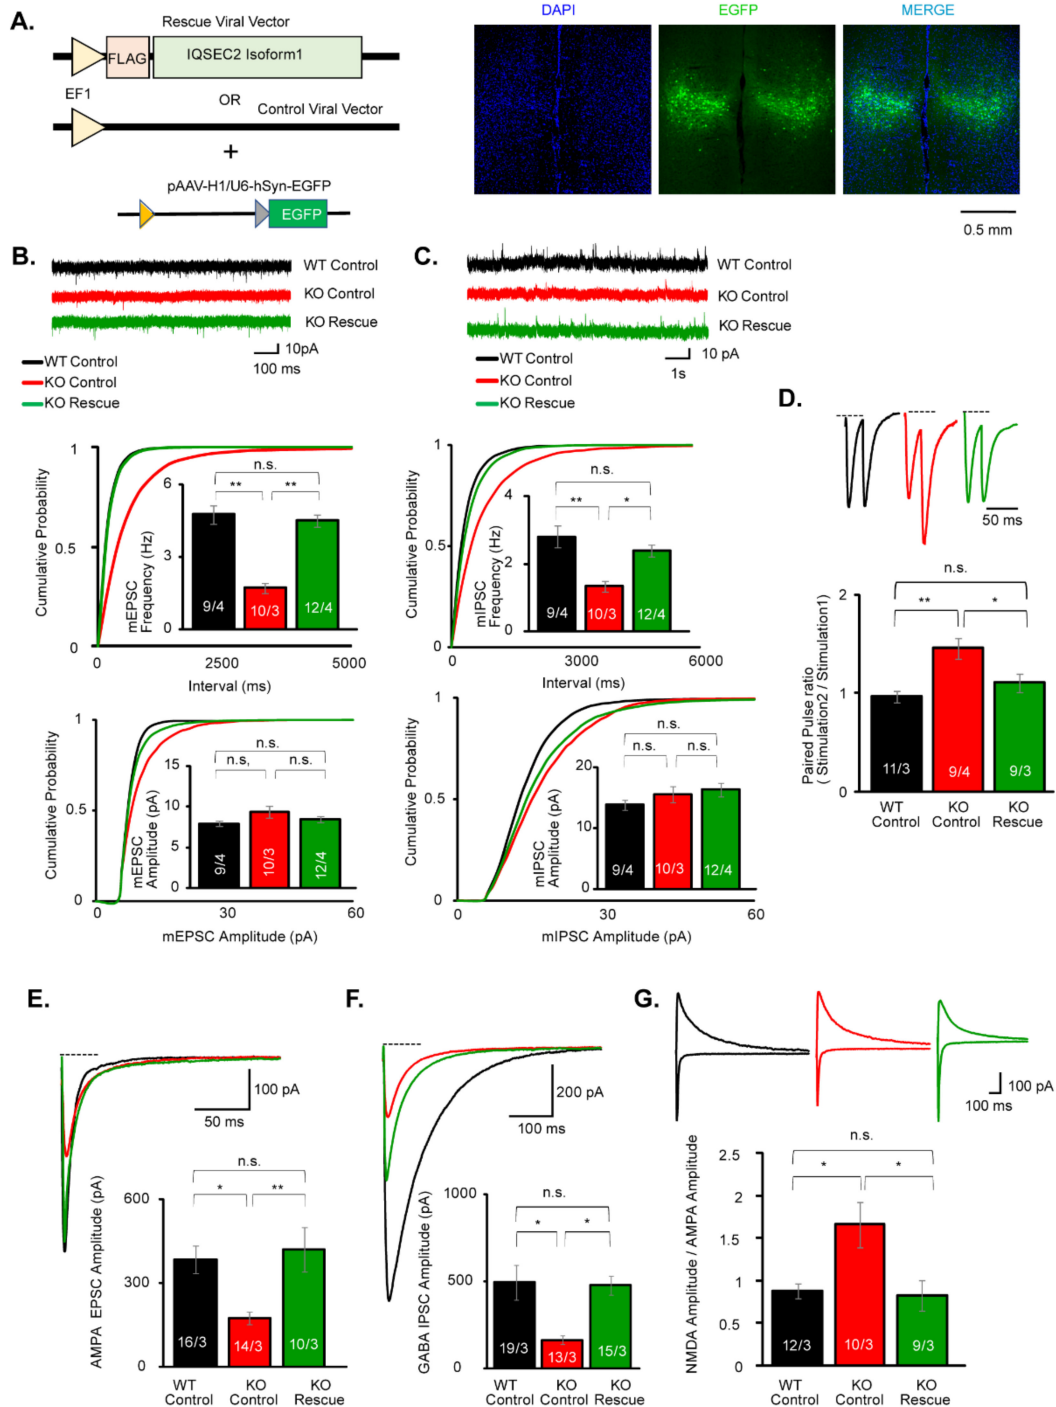 A.
Rescue Viral Vector
FLAG
IQSEC2 Isoform1
EF1
OR
Control Viral Vector
+
pAAV-H1/U6-hSyn-EGFP
EGFP
DAPI
EGFP
MERGE
0.5 mm
B.
WT Control
KO Control
KO Rescue
10pA
100 ms
WT Control
KO Control
KO Rescue
Cumulative Probability
1
0.5
0
0
2500
5000
Interval (ms)
mEPSC
Frequency (Hz)
6
3
0
n.s.
**
**
9/4
10/3
12/4
Cumulative Probability
1
0.5
0
0
30
60
mEPSC Amplitude (pA)
mEPSC
Amplitude (pA)
15
10
5
0
n.s.
n.s,
n.s.
9/4
10/3
12/4
C.
WT Control
KO Control
KO Rescue
10 pA
1s
WT Control
KO Control
KO Rescue
Cumulative Probability
1
0.5
0
0
3000
6000
Interval (ms)
mIPSC
Frequency (Hz)
4
2
0
n.s.
**
*
9/4
10/3
12/4
Cumulative Probability
1
0.5
0
0
30
60
mIPSC Amplitude (pA)
mIPSC
Amplitude (pA)
20
10
0
n.s.
n.s.
n.s.
9/4
10/3
12/4
D.
50 ms
Paired Pulse ratio
( Stimulation2 / Stimulation1)
2
1
0
n.s.
**
*
11/3
9/4
9/3
WT
Control
KO
Control
KO
Rescue
E.
100 pA
50 ms
AMPA EPSC Amplitude (pA)
600
300
0
n.s.
*
**
16/3
14/3
10/3
WT
Control
KO
Control
KO
Rescue
F.
200 pA
100 ms
GABA IPSC Amplitude (pA)
1000
500
0
n.s.
*
*
19/3
13/3
15/3
WT
Control
KO
Control
KO
Rescue
G.
100 pA
100 ms
NMDA Amplitude / AMPA Amplitude
2.5
2
1.5
1
0.5
0
n.s.
*
*
12/3
10/3
9/3
WT
Control
KO
Control
KO
Rescue